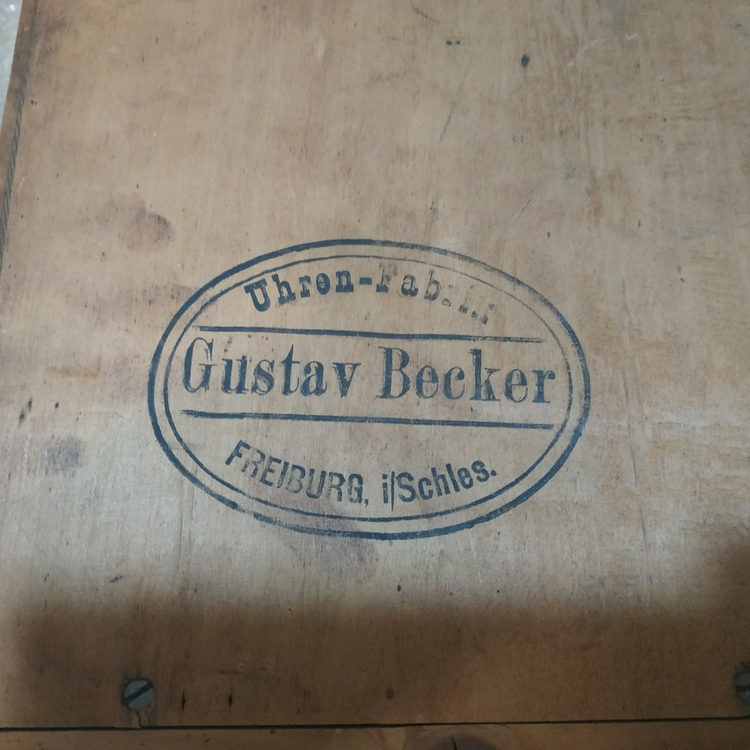 Uhren-Fabrik
Gustav Becker
FREIBURG, i/Schles.